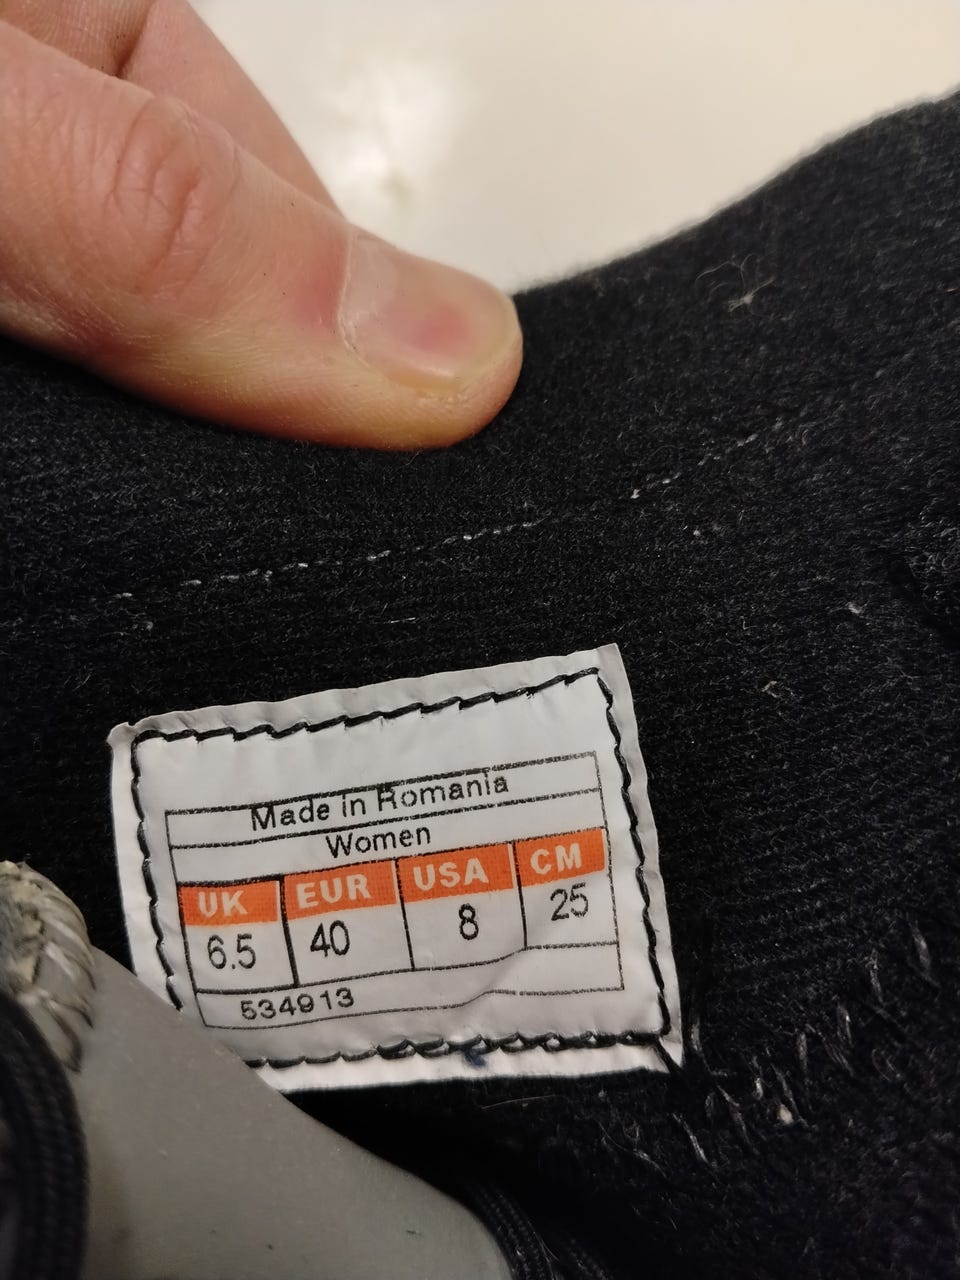 Made in Romania
Women
UK EUR USA CM
6.5 40 8 25
534913